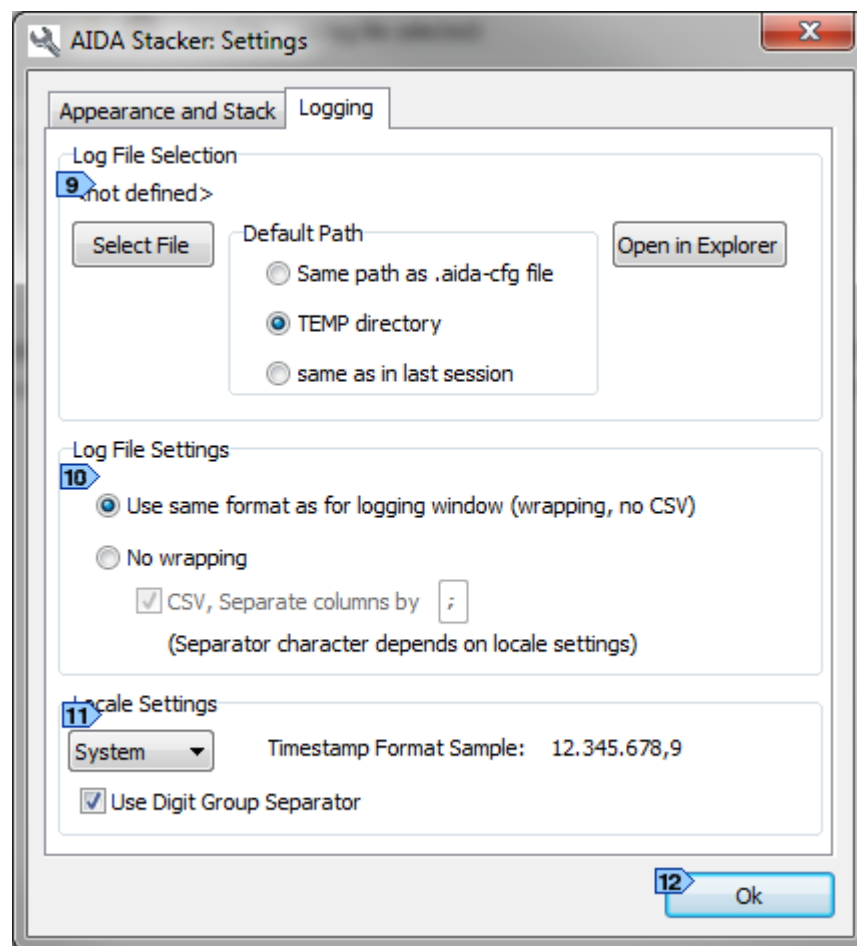 AIDA Stacker: Settings
Appearance and Stack
Logging
Log File Selection
9
<not defined>
Select File
Default Path
Open in Explorer
Same path as .aida-cfg file
TEMP directory
same as in last session
Log File Settings
10
Use same format as for logging window (wrapping, no CSV)
No wrapping
CSV, Separate columns by ;
(Separator character depends on locale settings)
Locale Settings
11
System
Timestamp Format Sample: 12.345.678,9
Use Digit Group Separator
12
Ok